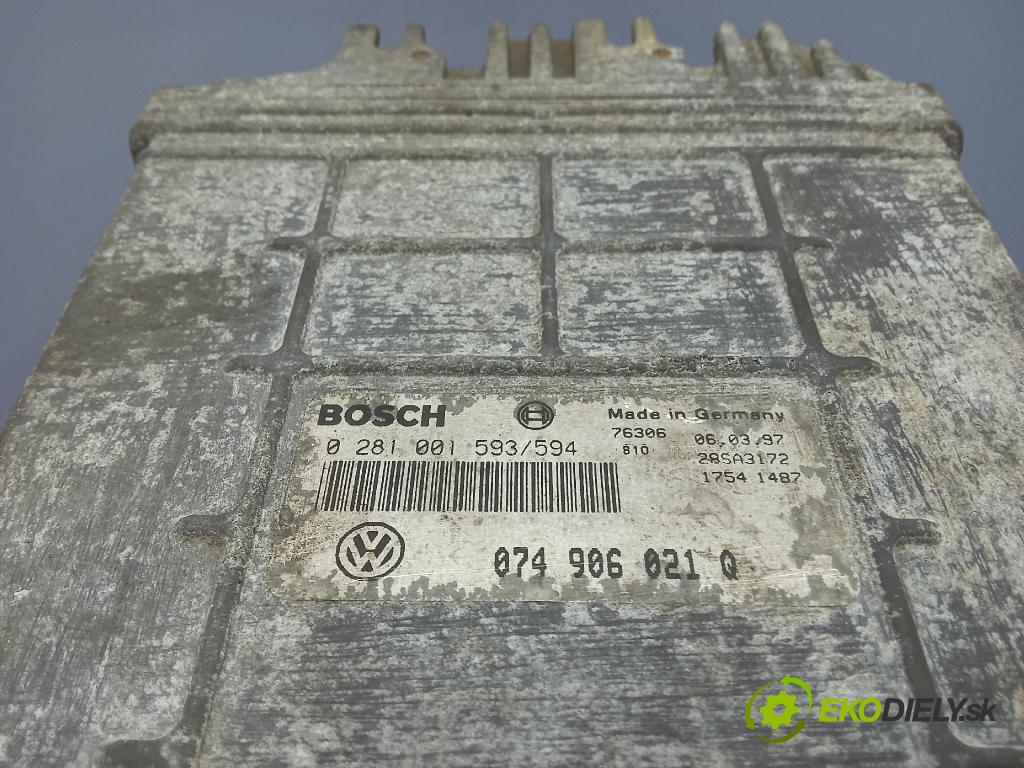 BOSCH
Made in Germany
0 281 001 593/594
76306 06.03.97
810 28SA3172
1754 1487
074 906 021 Q
EKODIELY.sk